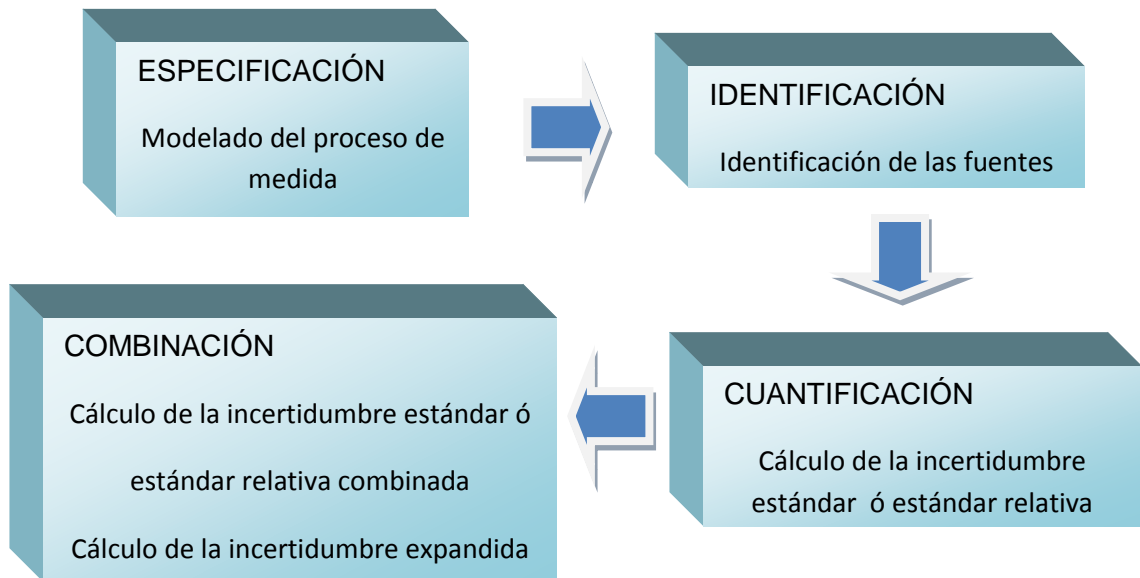 ESPECIFICACIÓN
Modelado del proceso de
medida
IDENTIFICACIÓN
Identificación de las fuentes
CUANTIFICACIÓN
Cálculo de la incertidumbre
estándar ó estándar relativa
COMBINACIÓN
Cálculo de la incertidumbre estándar ó
estándar relativa combinada
Cálculo de la incertidumbre expandida